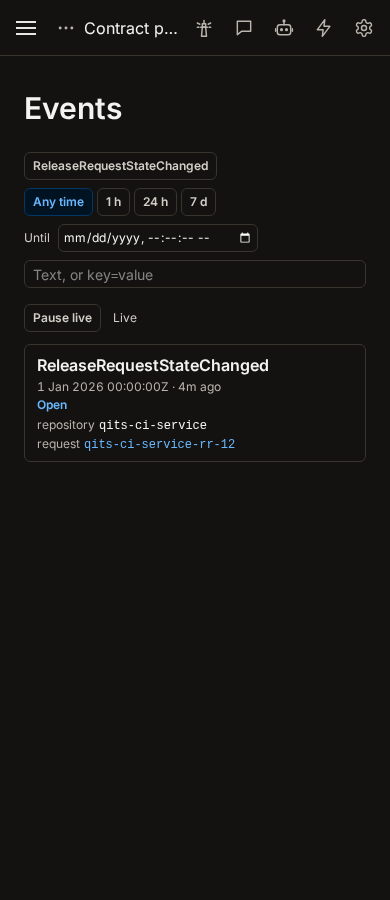 Contract p...
Events
ReleaseRequestStateChanged
Any time 1 h 24 h 7 d
Until mm/dd/yyyy, --:--:-- --
Text, or key=value
Pause live Live
ReleaseRequestStateChanged
1 Jan 2026 00:00:00Z · 4m ago
Open
repository qits-ci-service
request qits-ci-service-rr-12